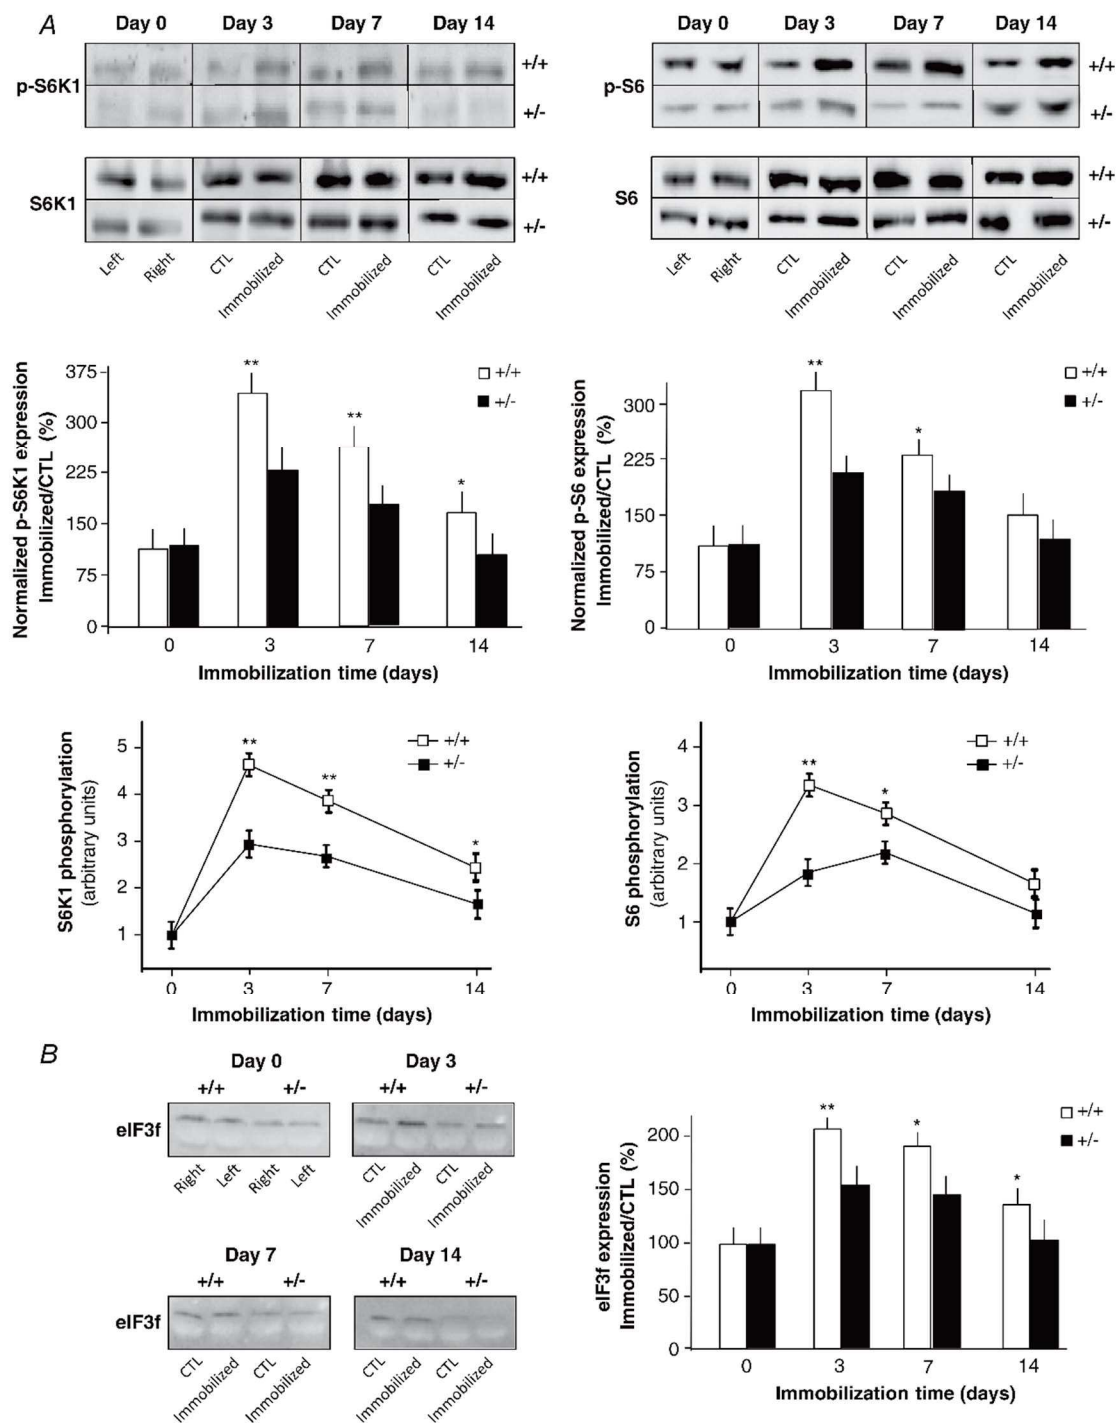 A
Day 0 Day 3 Day 7 Day 14
p-S6K1
+/+
+/-
S6K1
+/+
+/-
Left Right CTL Immobilized CTL Immobilized CTL Immobilized
Day 0 Day 3 Day 7 Day 14
p-S6
+/+
+/-
S6
+/+
+/-
Left Right CTL Immobilized CTL Immobilized CTL Immobilized
Normalized p-S6K1 expression
Immobilized/CTL (%)
375
300
225
150
75
0
** ** *
+/+
+/-
0 3 7 14
Immobilization time (days)
Normalized p-S6 expression
Immobilized/CTL (%)
300
225
150
75
0
** *
+/+
+/-
0 3 7 14
Immobilization time (days)
S6K1 phosphorylation
(arbitrary units)
5
4
3
2
1
** ** *
+/+
+/-
0 3 7 14
Immobilization time (days)
S6 phosphorylation
(arbitrary units)
4
3
2
1
** *
+/+
+/-
0 3 7 14
Immobilization time (days)
B
Day 0
+/+ +/-
eIF3f
Right Left Right Left
Day 3
+/+ +/-
CTL Immobilized CTL Immobilized
Day 7
+/+ +/-
eIF3f
CTL Immobilized CTL Immobilized
Day 14
+/+ +/-
CTL Immobilized CTL Immobilized
eIF3f expression
Immobilized/CTL (%)
200
150
100
50
0
** * *
+/+
+/-
0 3 7 14
Immobilization time (days)